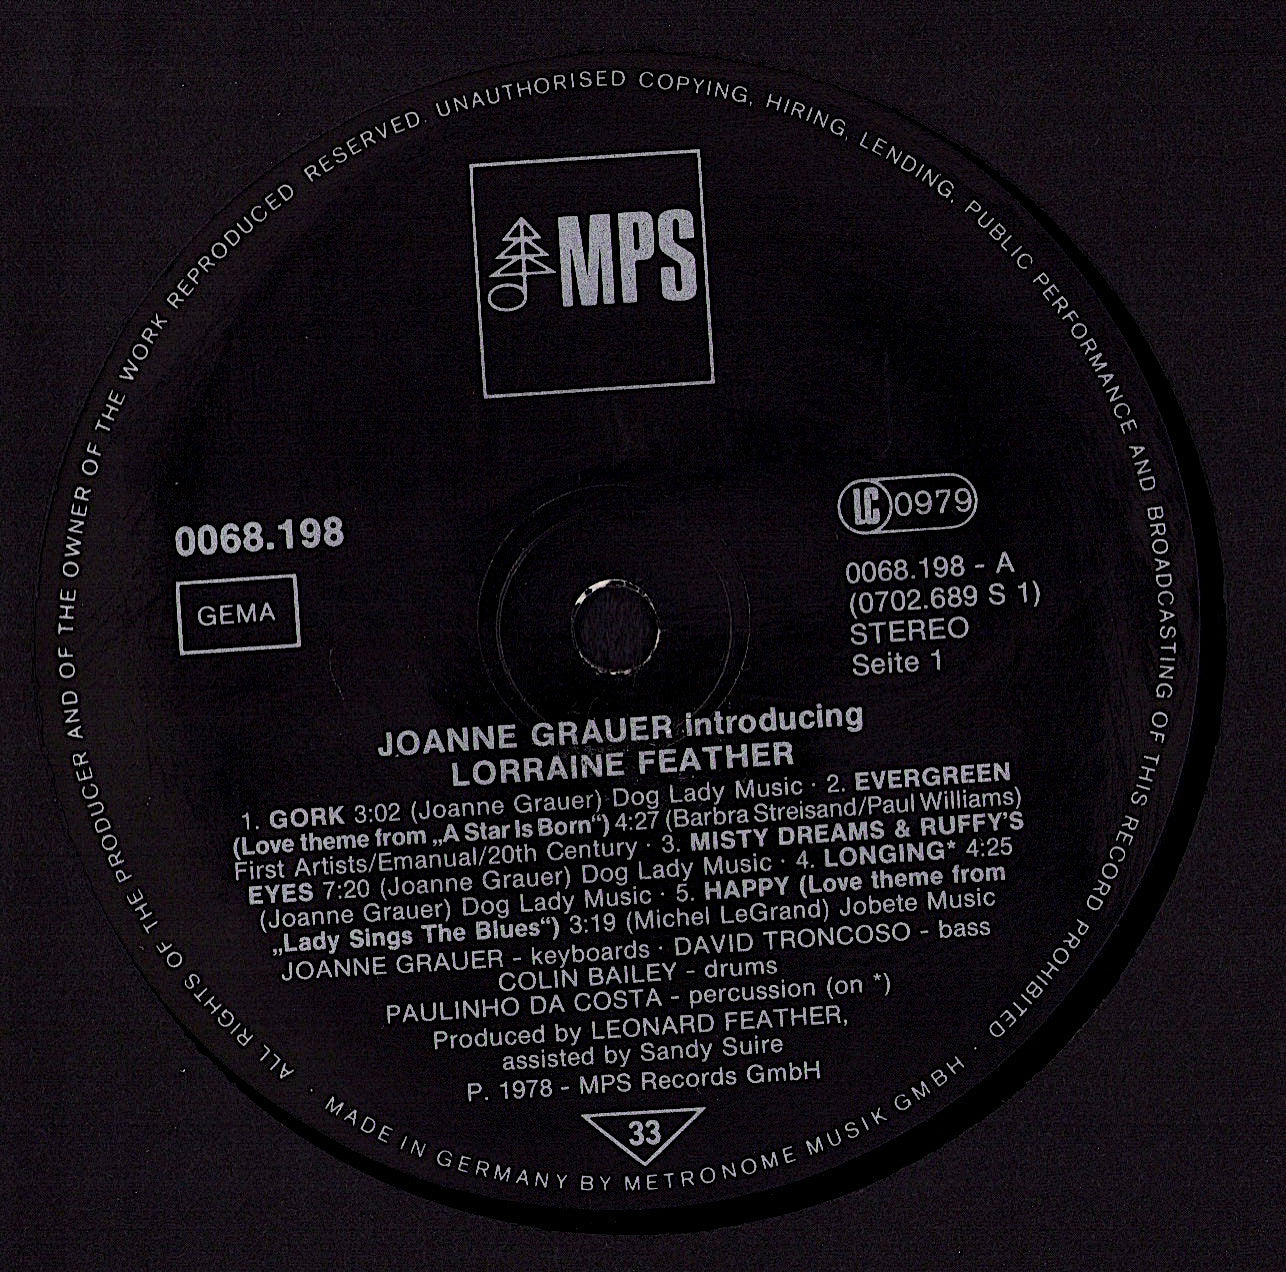 ALL RIGHTS OF THE PRODUCER AND OF THE OWNER OF THE WORK REPRODUCED RESERVED. UNAUTHORISED COPYING, HIRING, LENDING, PUBLIC PERFORMANCE AND BROADCASTING OF THIS RECORD PROHIBITED ·
MPS
0068.198
GEMA
LC 0979
0068.198 - A
(0702.689 S 1)
STEREO
Seite 1
JOANNE GRAUER introducing
LORRAINE FEATHER
1. GORK 3:02 (Joanne Grauer) Dog Lady Music · 2. EVERGREEN
(Love theme from „A Star Is Born“) 4:27 (Barbra Streisand/Paul Williams)
First Artists/Emanual/20th Century · 3. MISTY DREAMS & RUFFY'S
EYES 7:20 (Joanne Grauer) Dog Lady Music · 4. LONGING* 4:25
(Joanne Grauer) Dog Lady Music · 5. HAPPY (Love theme from
„Lady Sings The Blues“) 3:19 (Michel LeGrand) Jobete Music
JOANNE GRAUER - keyboards · DAVID TRONCOSO - bass
COLIN BAILEY - drums
PAULINHO DA COSTA - percussion (on *)
Produced by LEONARD FEATHER,
assisted by Sandy Suire
P. 1978 - MPS Records GmbH
33
· MADE IN GERMANY BY METRONOME MUSIK GMBH